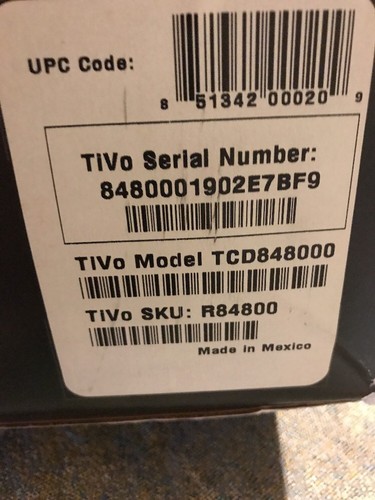 UPC Code:
8 51342 00020 9
TiVo Serial Number:
8480001902E7BF9
TiVo Model TCD848000
TiVo SKU: R84800
Made in Mexico